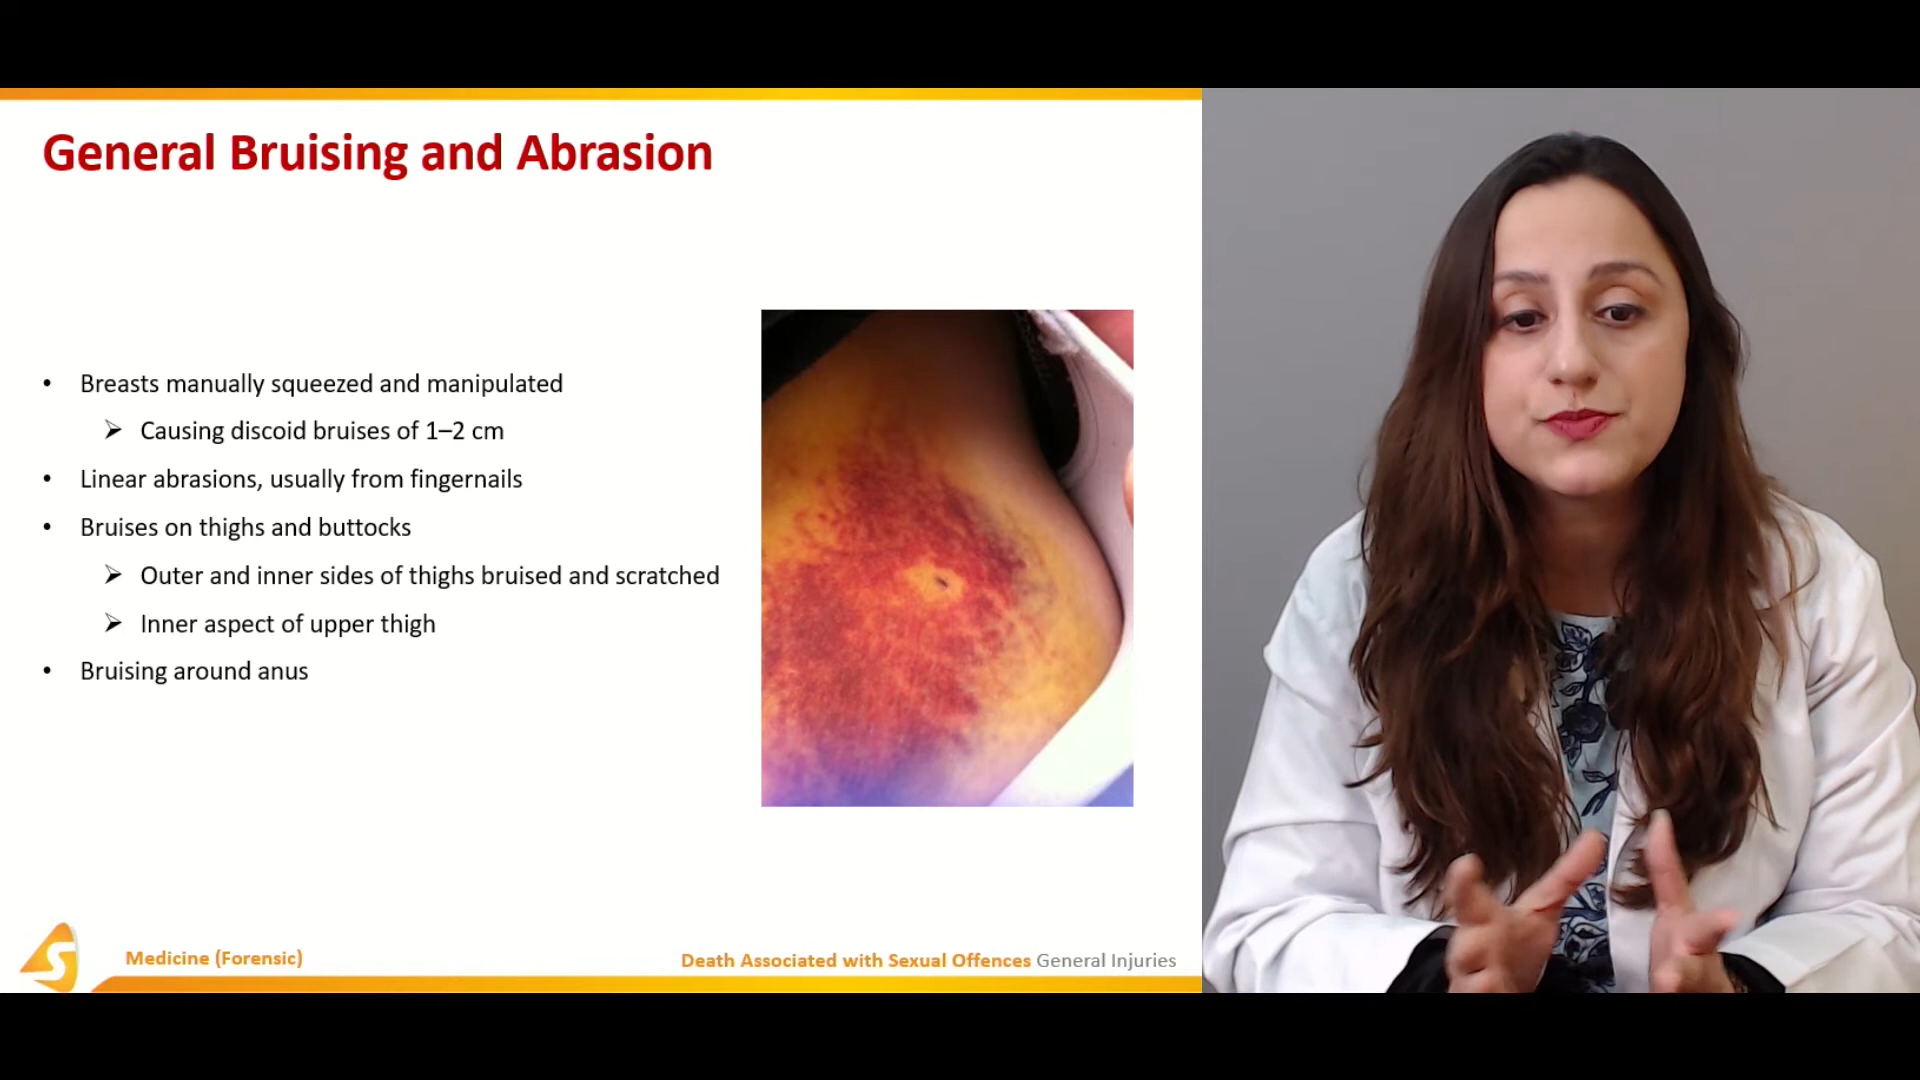 General Bruising and Abrasion
• Breasts manually squeezed and manipulated
➢ Causing discoid bruises of 1–2 cm
• Linear abrasions, usually from fingernails
• Bruises on thighs and buttocks
➢ Outer and inner sides of thighs bruised and scratched
➢ Inner aspect of upper thigh
• Bruising around anus
S
Medicine (Forensic)
Death Associated with Sexual Offences General Injuries